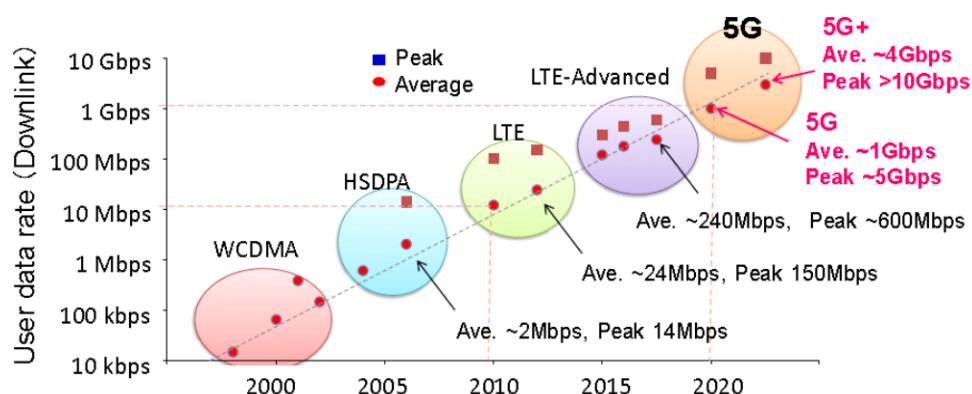 5G
5G+
Ave. ~4Gbps
Peak >10Gbps
Peak
Average
LTE-Advanced
5G
Ave. ~1Gbps
Peak ~5Gbps
LTE
HSDPA
WCDMA
Ave. ~240Mbps, Peak ~600Mbps
Ave. ~24Mbps, Peak 150Mbps
Ave. ~2Mbps, Peak 14Mbps
User data rate (Downlink)
10 Gbps
1 Gbps
100 Mbps
10 Mbps
1 Mbps
100 kbps
10 kbps
2000
2005
2010
2015
2020